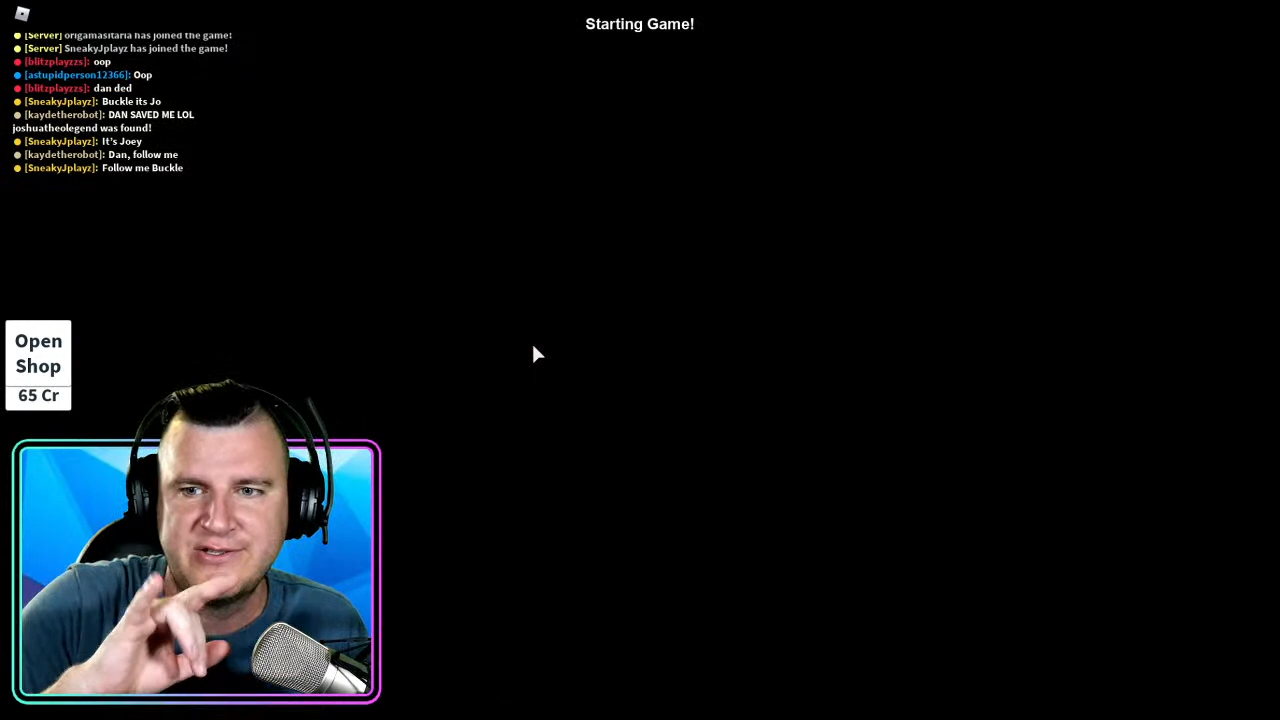 Starting Game!
[Server] origamasitaria has joined the game!
[Server] SneakyJplayz has joined the game!
[blitzplayzzs]: oop
[astupidperson12366]: Oop
[blitzplayzzs]: dan ded
[SneakyJplayz]: Buckle its Jo
[kaydetherobot]: DAN SAVED ME LOL
joshuatheolegend was found!
[SneakyJplayz]: It's Joey
[kaydetherobot]: Dan, follow me
[SneakyJplayz]: Follow me Buckle
Open
Shop
65 Cr